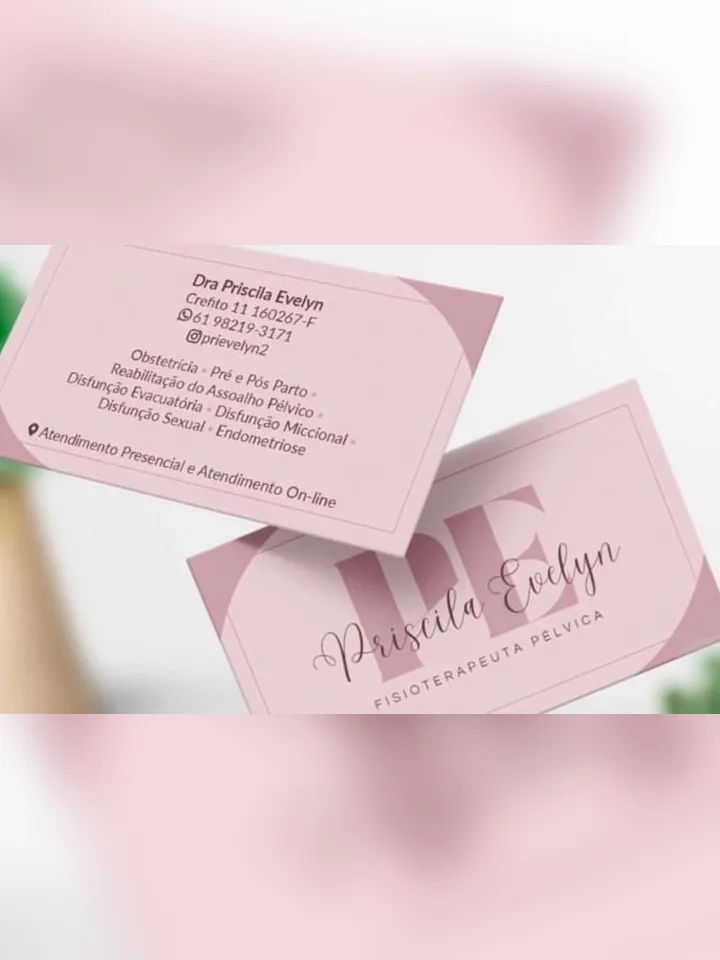 Dra Priscila Evelyn
Crefito 11 160267-F
61 98219-3171
@prievelyn2
Obstetrícia • Pré e Pós Parto •
Reabilitação do Assoalho Pélvico •
Disfunção Evacuatória • Disfunção Miccional •
Disfunção Sexual • Endometriose
Atendimento Presencial e Atendimento On-line
PE
Priscila Evelyn
FISIOTERAPEUTA PÉLVICA